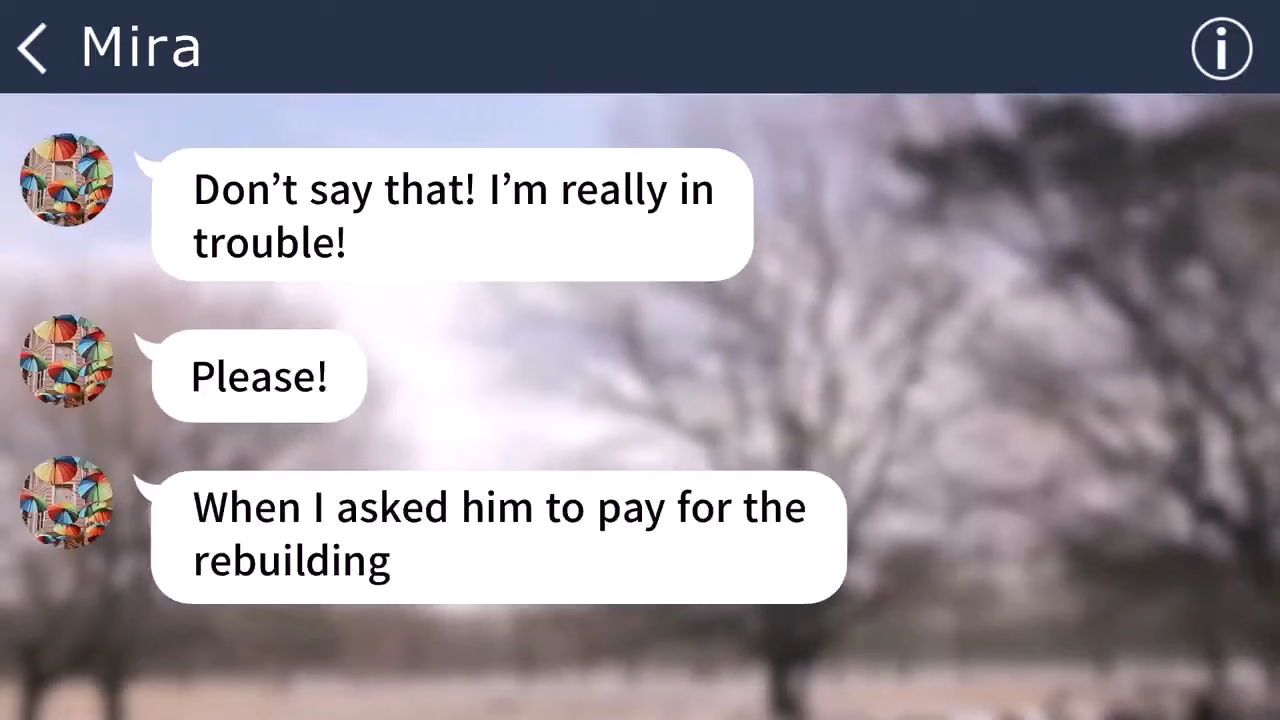 Mira
Don’t say that! I’m really in
trouble!
Please!
When I asked him to pay for the
rebuilding